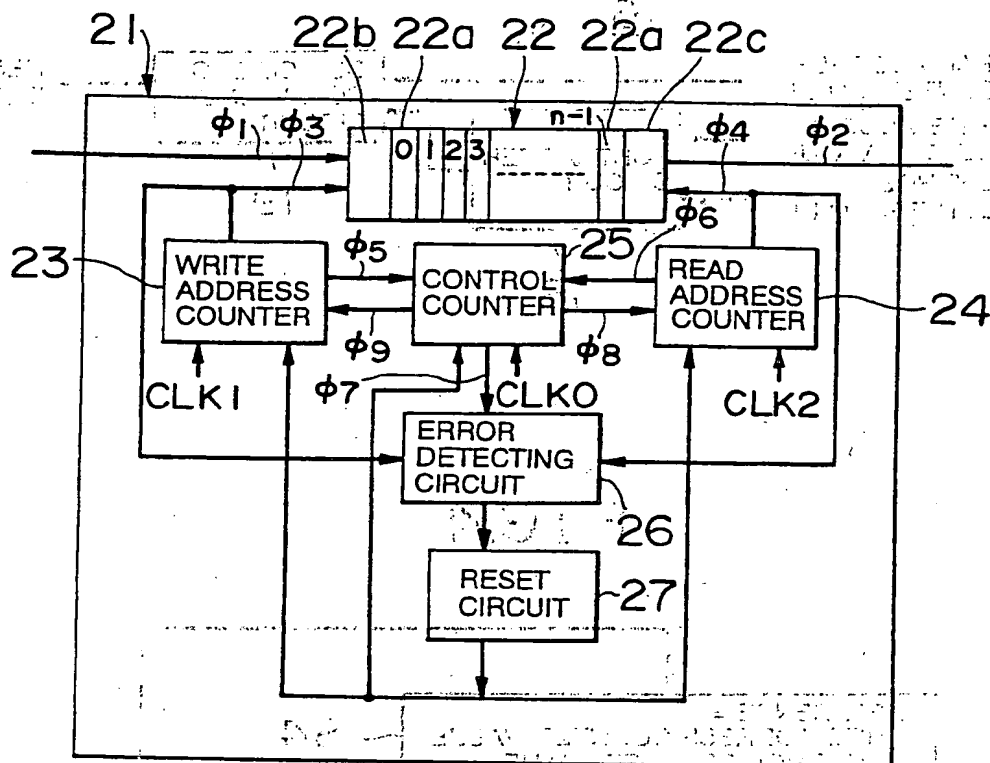 21
22b 22a 22 22a 22c
n-1
ϕ1 ϕ3 ϕ4 ϕ2
0 1 2 3
ϕ6
25
23
WRITE
ADDRESS
COUNTER
ϕ5
CONTROL
COUNTER
READ
ADDRESS
COUNTER
24
ϕ9 ϕ8
ϕ7
CLK1 CLK0 CLK2
ERROR
DETECTING
CIRCUIT
26
RESET
CIRCUIT
27